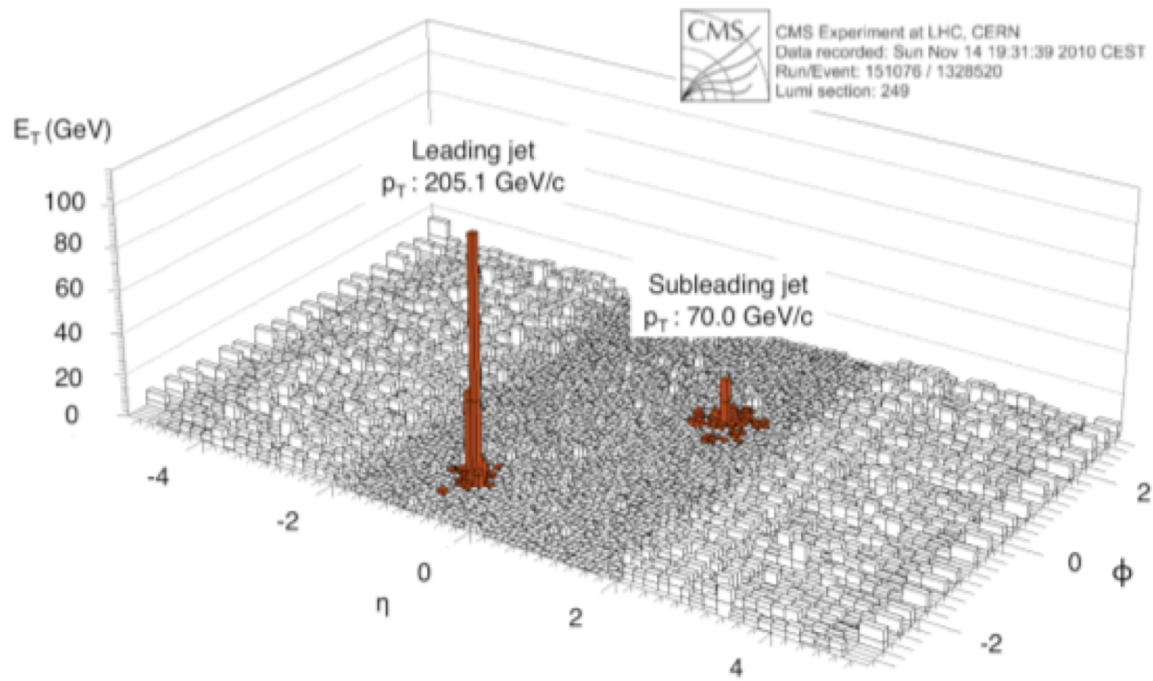 CMS
CMS Experiment at LHC, CERN
Data recorded: Sun Nov 14 19:31:39 2010 CEST
Run/Event: 151076 / 1328520
Lumi section: 249
E_T (GeV)
Leading jet
p_T : 205.1 GeV/c
Subleading jet
p_T : 70.0 GeV/c
100
80
60
40
20
0
-4
-2
0
2
4
η
2
0
-2
ϕ